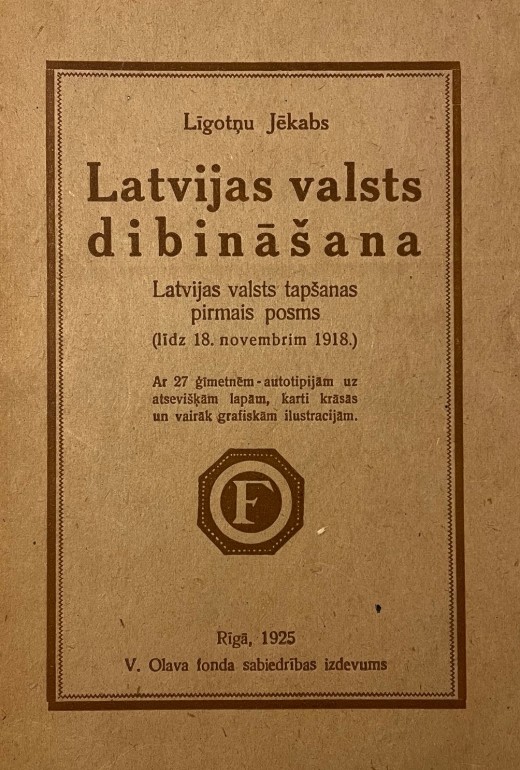 Līgotņu Jēkabs
Latvijas valsts
dibināšana
Latvijas valsts tapšanas
pirmais posms
(līdz 18. novembrim 1918.)
Ar 27 ģīmetnēm-autotipijām uz
atsevišķām lapām, karti krāsās
un vairāk grafiskām ilustracijām.
F
Rīgā, 1925
V. Olava fonda sabiedrības izdevums